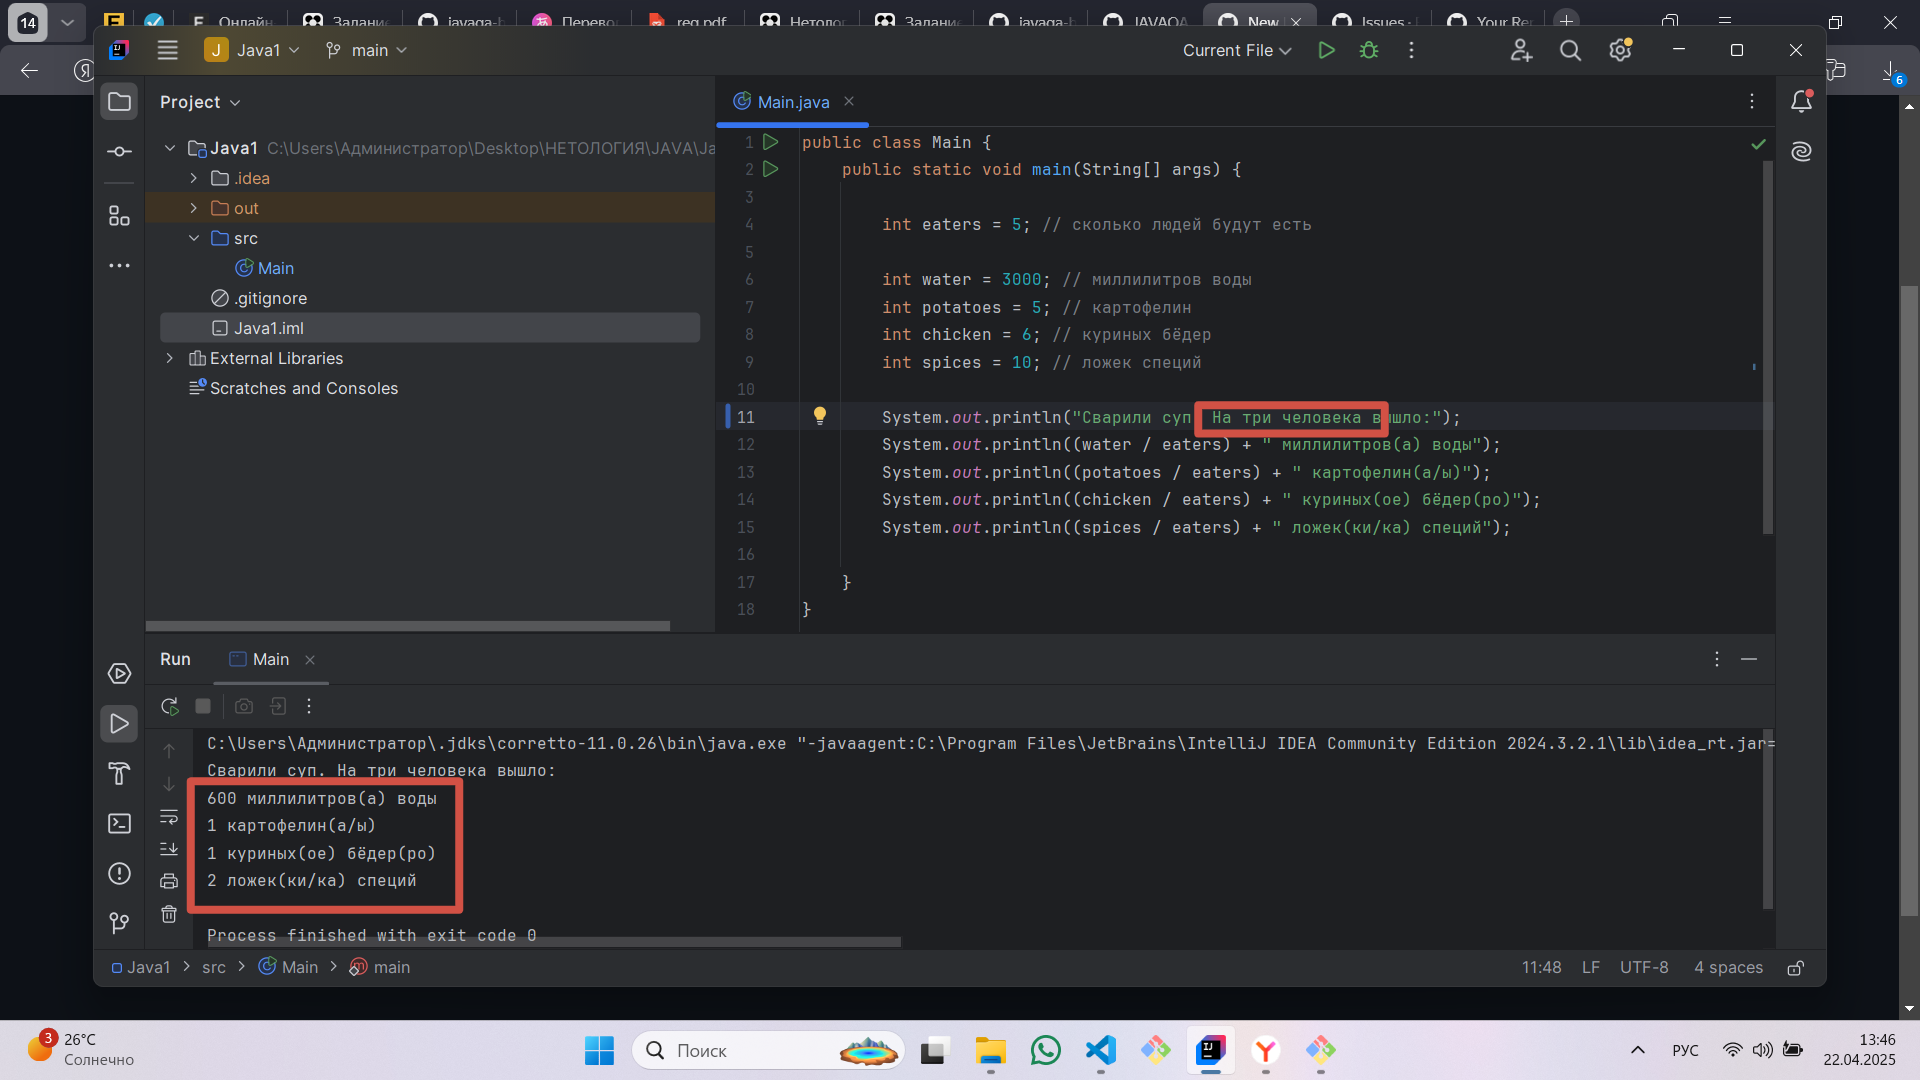 14
Онлайн
Задание
javaqa-h
Перево
req.pdf
Нетоло
Задание
javaqa-h
JAVAQA
New
Issues ·
Your Re
Java1
main
Current File
6
Project
Main.java
Java1 C:\Users\Администратор\Desktop\НЕТОЛОГИЯ\JAVA\Ja
.idea
out
src
Main
.gitignore
Java1.iml
External Libraries
Scratches and Consoles
1 public class Main {
2 public static void main(String[] args) {
3
4 int eaters = 5; // сколько людей будут есть
5
6 int water = 3000; // миллилитров воды
7 int potatoes = 5; // картофелин
8 int chicken = 6; // куриных бёдер
9 int spices = 10; // ложек специй
10
11 System.out.println("Сварили суп. На три человека вышло:");
12 System.out.println((water / eaters) + " миллилитров(а) воды");
13 System.out.println((potatoes / eaters) + " картофелин(а/ы)");
14 System.out.println((chicken / eaters) + " куриных(ое) бёдер(ро)");
15 System.out.println((spices / eaters) + " ложек(ки/ка) специй");
16
17 }
18 }
Run
Main
C:\Users\Администратор\.jdks\corretto-11.0.26\bin\java.exe "-javaagent:C:\Program Files\JetBrains\IntelliJ IDEA Community Edition 2024.3.2.1\lib\idea_rt.jar=
Сварили суп. На три человека вышло:
600 миллилитров(а) воды
1 картофелин(а/ы)
1 куриных(ое) бёдер(ро)
2 ложек(ки/ка) специй
Process finished with exit code 0
Java1 > src > Main > main
11:48 LF UTF-8 4 spaces
3
26°C
Солнечно
Поиск
РУС
13:46
22.04.2025